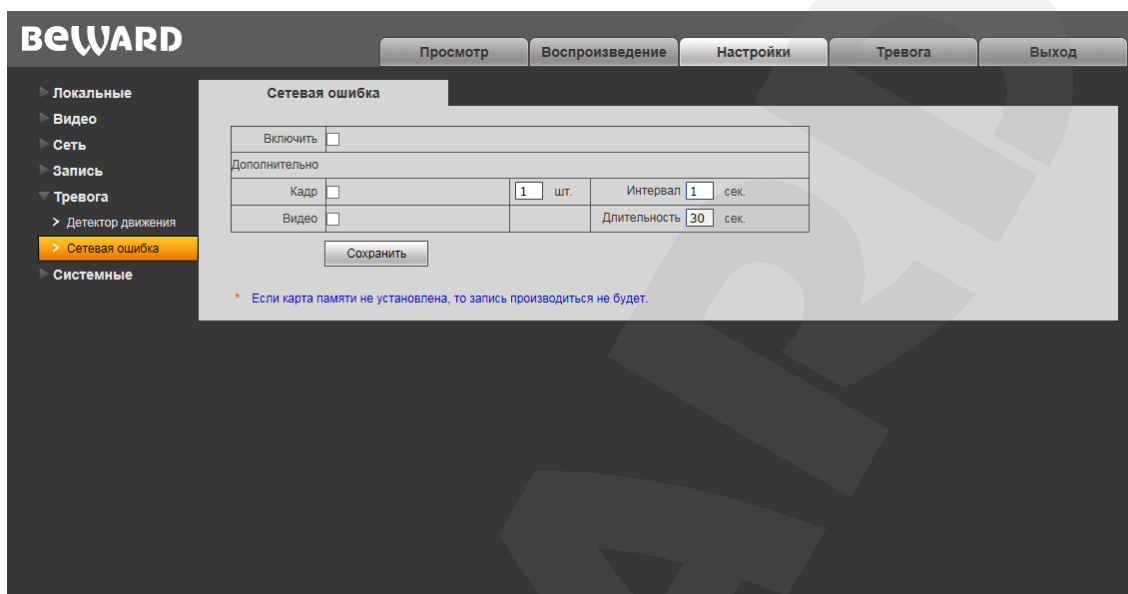 BEWARD
Просмотр Воспроизведение Настройки Тревога Выход
Локальные
Видео
Сеть
Запись
Тревога
> Детектор движения
> Сетевая ошибка
Системные
Сетевая ошибка
Включить
Дополнительно
Кадр 1 шт. Интервал 1 сек.
Видео Длительность 30 сек.
Сохранить
* Если карта памяти не установлена, то запись производиться не будет.